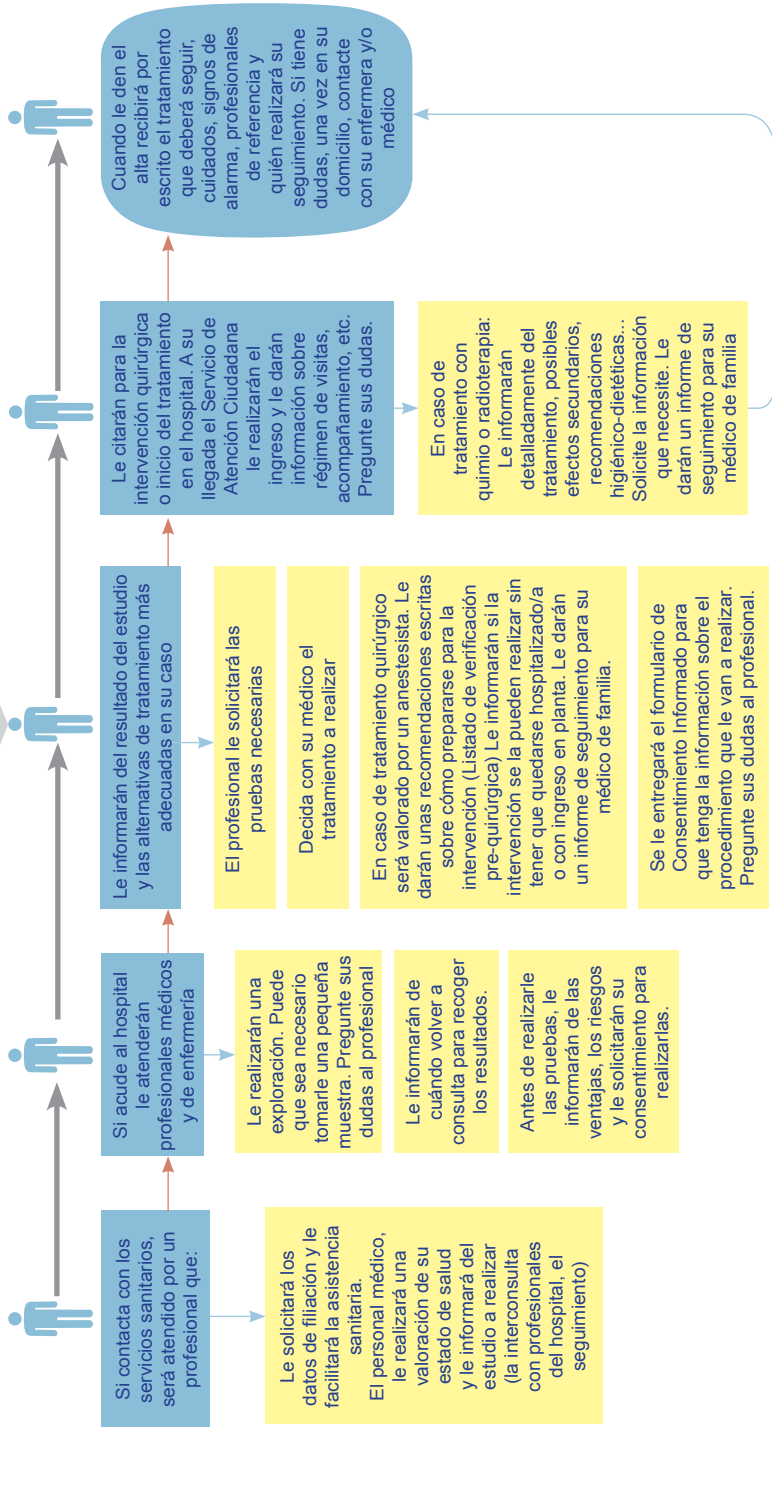 Si contacta con los
servicios sanitarios,
será atendido por un
profesional que:
Le solicitará los
datos de filiación y le
facilitará la asistencia
sanitaria.
El personal médico,
le realizará una
valoración de su
estado de salud
y le informará del
estudio a realizar
(la interconsulta
con profesionales
del hospital, el
seguimiento)
Si acude al hospital
le atenderán
profesionales médicos
y de enfermería
Le realizarán una
exploración. Puede
que sea necesario
tomarle una pequeña
muestra. Pregunte sus
dudas al profesional
Le informarán de
cuándo volver a
consulta para recoger
los resultados.
Antes de realizarle
las pruebas, le
informarán de las
ventajas, los riesgos
y le solicitarán su
consentimiento para
realizarlas.
Le informarán del resultado del estudio
y las alternativas de tratamiento más
adecuadas en su caso
El profesional le solicitará las
pruebas necesarias
Decida con su médico el
tratamiento a realizar
En caso de tratamiento quirúrgico
será valorado por un anestesista. Le
darán unas recomendaciones escritas
sobre cómo prepararse para la
intervención (Listado de verificación
pre-quirúrgica) Le informarán si la
intervención se la pueden realizar sin
tener que quedarse hospitalizado/a
o con ingreso en planta. Le darán
un informe de seguimiento para su
médico de familia.
Se le entregará el formulario de
Consentimiento Informado para
que tenga la información sobre el
procedimiento que le van a realizar.
Pregunte sus dudas al profesional.
Le citarán para la
intervención quirúrgica
o inicio del tratamiento
en el hospital. A su
llegada el Servicio de
Atención Ciudadana
le realizarán el
ingreso y le darán
información sobre
régimen de visitas,
acompañamiento, etc.
Pregunte sus dudas.
En caso de
tratamiento con
quimio o radioterapia:
Le informarán
detalladamente del
tratamiento, posibles
efectos secundarios,
recomendaciones
higiénico-dietéticas...
Solicite la información
que necesite. Le
darán un informe de
seguimiento para su
médico de familia
Cuando le den el
alta recibirá por
escrito el tratamiento
que deberá seguir,
cuidados, signos de
alarma, profesionales
de referencia y
quién realizará su
seguimiento. Si tiene
dudas, una vez en su
domicilio, contacte
con su enfermera y/o
médico